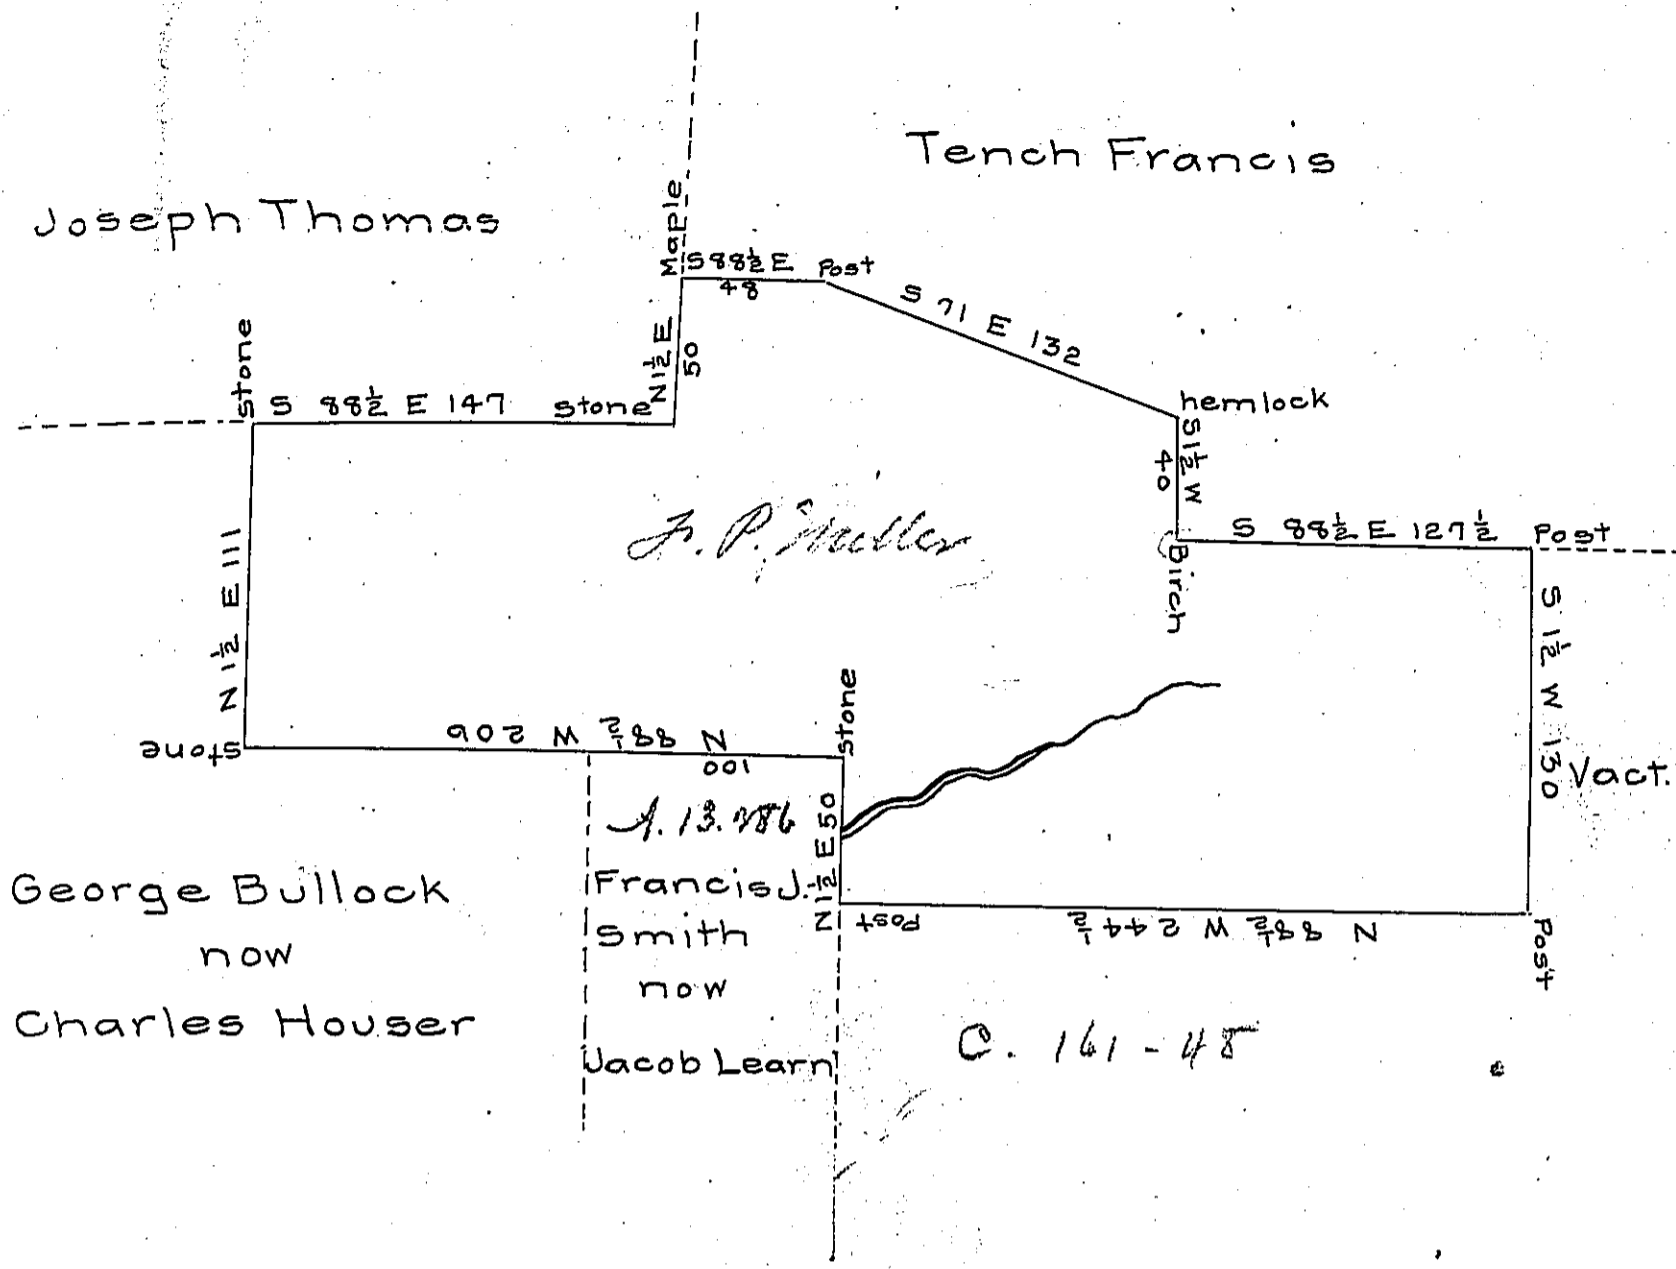 Tench Francis
Joseph Thomas
Maple
S 88½ E Post
48
S 71 E 132
N 1½ E
50
stone
S 88½ E 147 stone
hemlock
S 1½ W
40
Birch
S 88½ E 127½ Post
F. P. Miller
N 1½ E 111
stone
S 1½ W 130
Vact.
N 88½ W 206
100
stone
N 1½ E 50
George Bullock
now
Charles Houser
Francis J.
Smith
now
Jacob Learn
Post
N 88½ W 244½
Post
C. 161-45